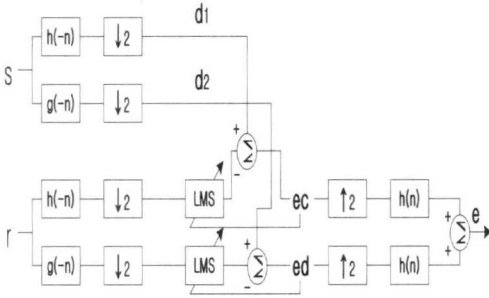 d1
h(-n) ↓2
S
d2
g(-n) ↓2
+
Σ
-
h(-n) ↓2 LMS ec ↑2 h(n)
+ e
r Σ
+
+
g(-n) ↓2 LMS Σ ed ↑2 h(n)
-